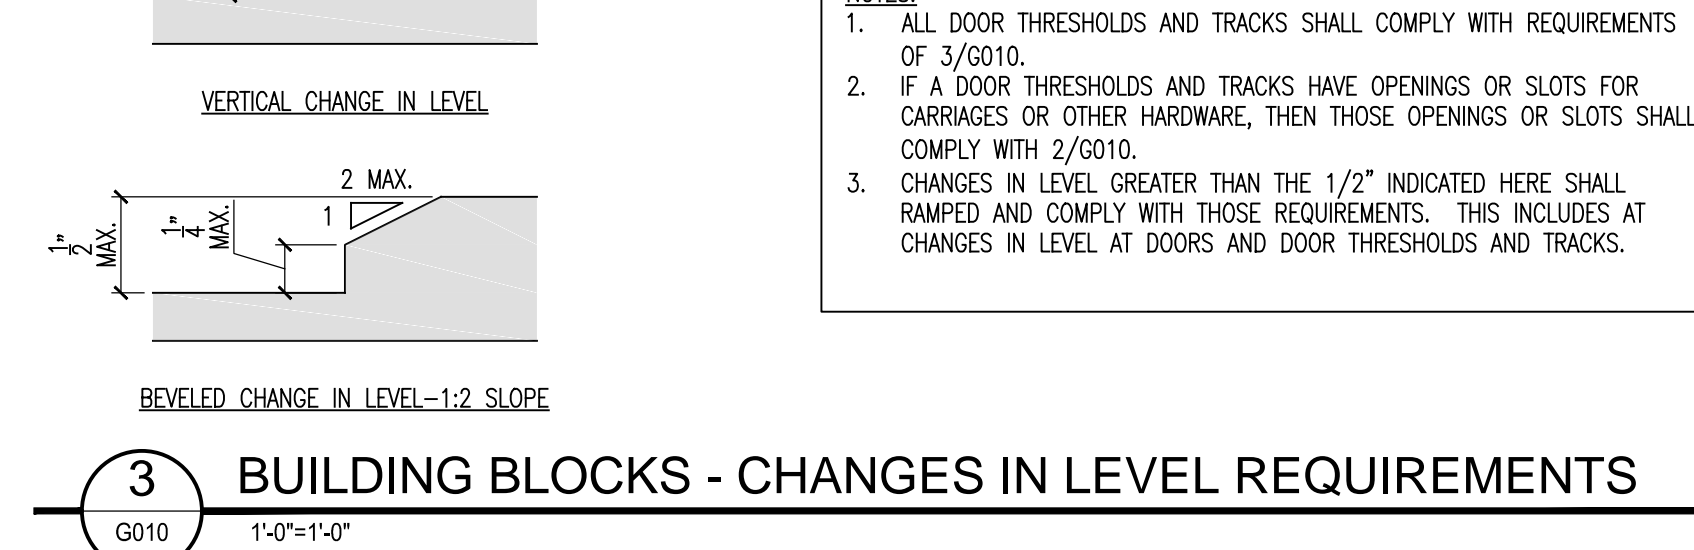 VERTICAL CHANGE IN LEVEL
2 MAX.
1
1/2" MAX.
1/4" MAX.
BEVELED CHANGE IN LEVEL-1:2 SLOPE
NOTES:
1. ALL DOOR THRESHOLDS AND TRACKS SHALL COMPLY WITH REQUIREMENTS
OF 3/G010.
2. IF A DOOR THRESHOLDS AND TRACKS HAVE OPENINGS OR SLOTS FOR
CARRIAGES OR OTHER HARDWARE, THEN THOSE OPENINGS OR SLOTS SHALL
COMPLY WITH 2/G010.
3. CHANGES IN LEVEL GREATER THAN THE 1/2" INDICATED HERE SHALL
RAMPED AND COMPLY WITH THOSE REQUIREMENTS. THIS INCLUDES AT
CHANGES IN LEVEL AT DOORS AND DOOR THRESHOLDS AND TRACKS.
3
G010
BUILDING BLOCKS - CHANGES IN LEVEL REQUIREMENTS
1'-0"=1'-0"